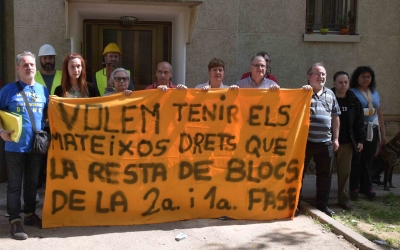 VOLEM TENIR ELS
MATEIXOS DRETS QUE
LA RESTA DE BLOCS
DE LA 2a. i 1a. FASE